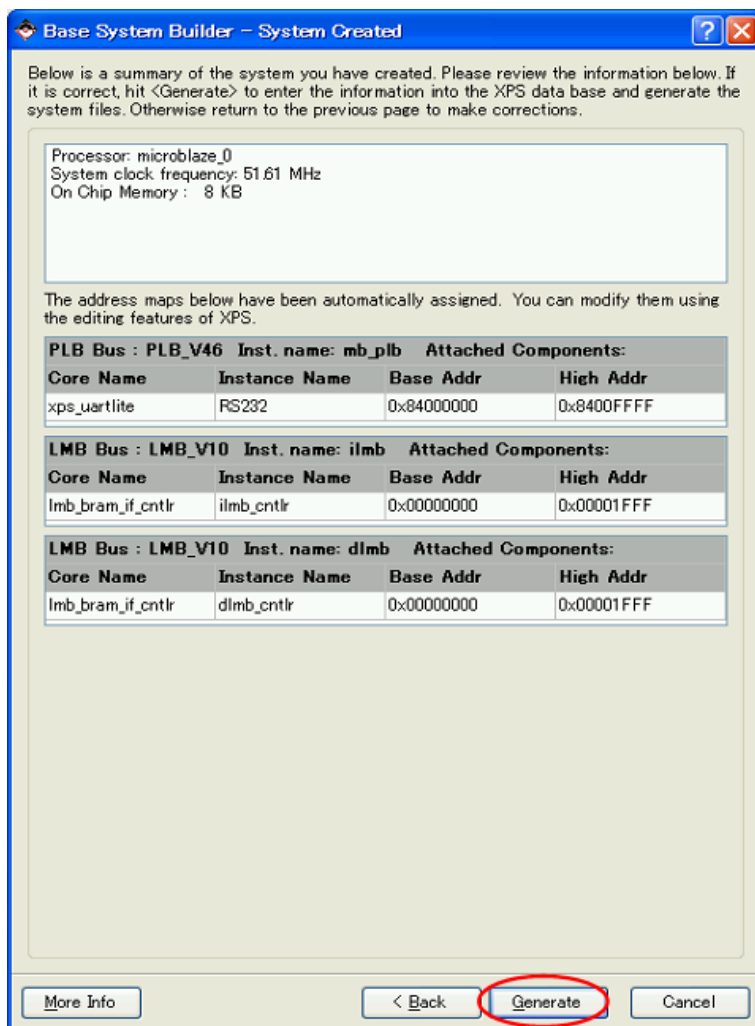 Base System Builder - System Created
Below is a summary of the system you have created. Please review the information below. If
it is correct, hit <Generate> to enter the information into the XPS data base and generate the
system files. Otherwise return to the previous page to make corrections.
Processor: microblaze_0
System clock frequency: 51.61 MHz
On Chip Memory : 8 KB
The address maps below have been automatically assigned. You can modify them using
the editing features of XPS.
PLB Bus : PLB_V46 Inst. name: mb_plb Attached Components:
Core Name Instance Name Base Addr High Addr
xps_uartlite RS232 0x84000000 0x8400FFFF
LMB Bus : LMB_V10 Inst. name: ilmb Attached Components:
Core Name Instance Name Base Addr High Addr
lmb_bram_if_cntlr ilmb_cntlr 0x00000000 0x00001FFF
LMB Bus : LMB_V10 Inst. name: dlmb Attached Components:
Core Name Instance Name Base Addr High Addr
lmb_bram_if_cntlr dlmb_cntlr 0x00000000 0x00001FFF
More Info < Back Generate Cancel